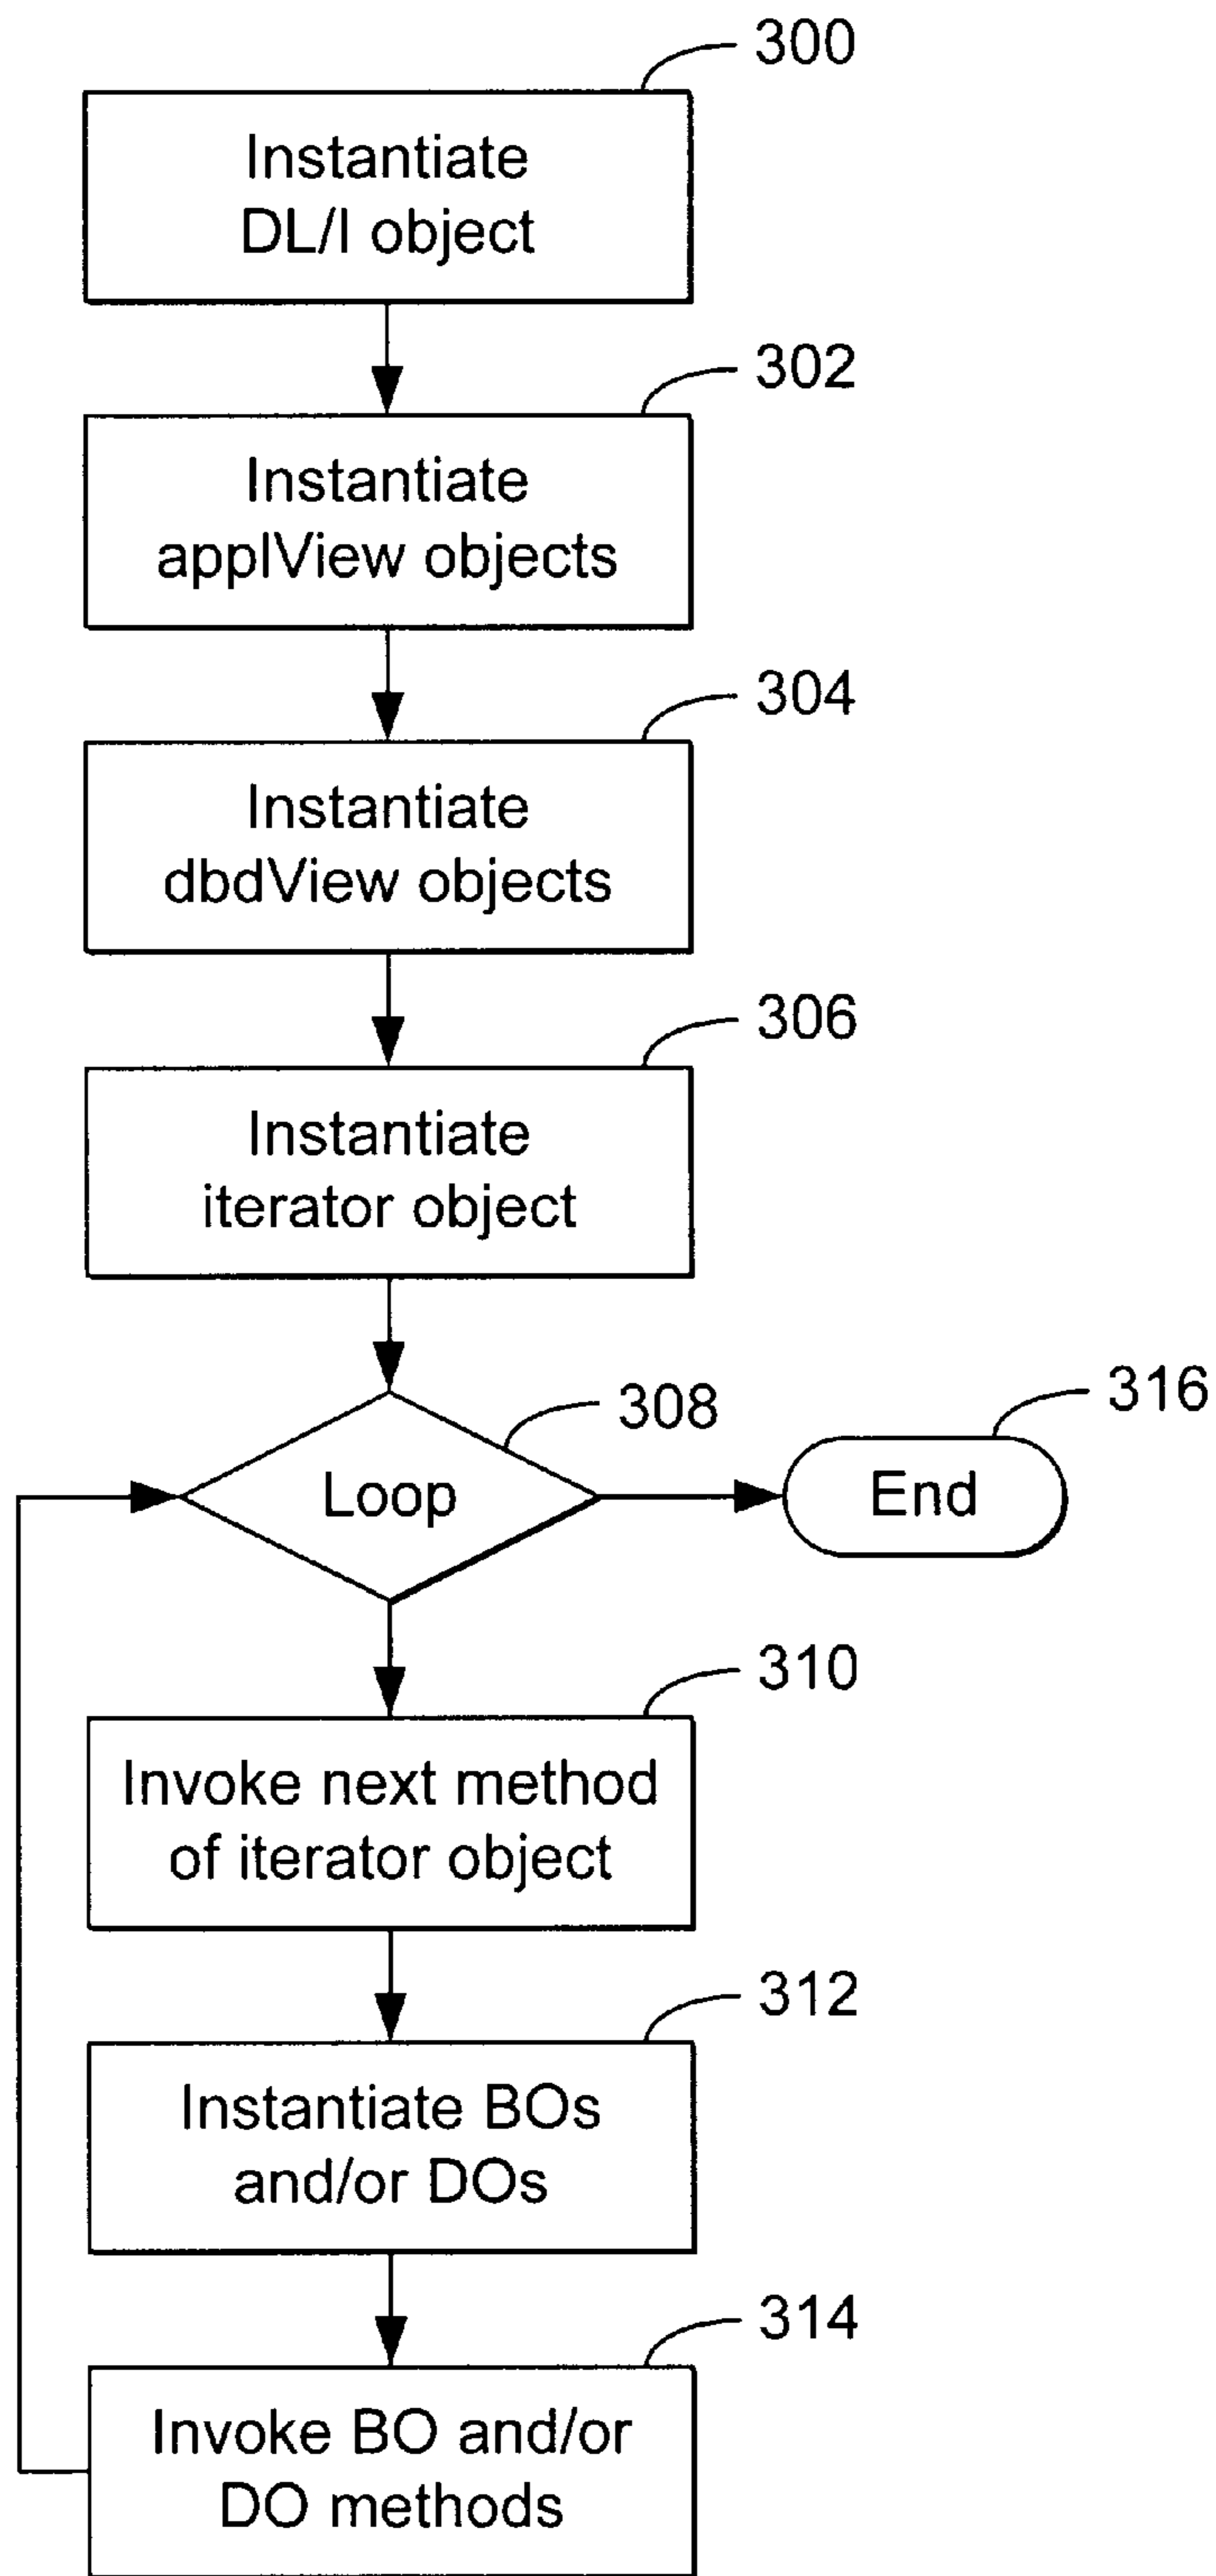 300
Instantiate
DL/I object
302
Instantiate
applView objects
304
Instantiate
dbdView objects
306
Instantiate
iterator object
308
Loop
316
End
310
Invoke next method
of iterator object
312
Instantiate BOs
and/or DOs
314
Invoke BO and/or
DO methods